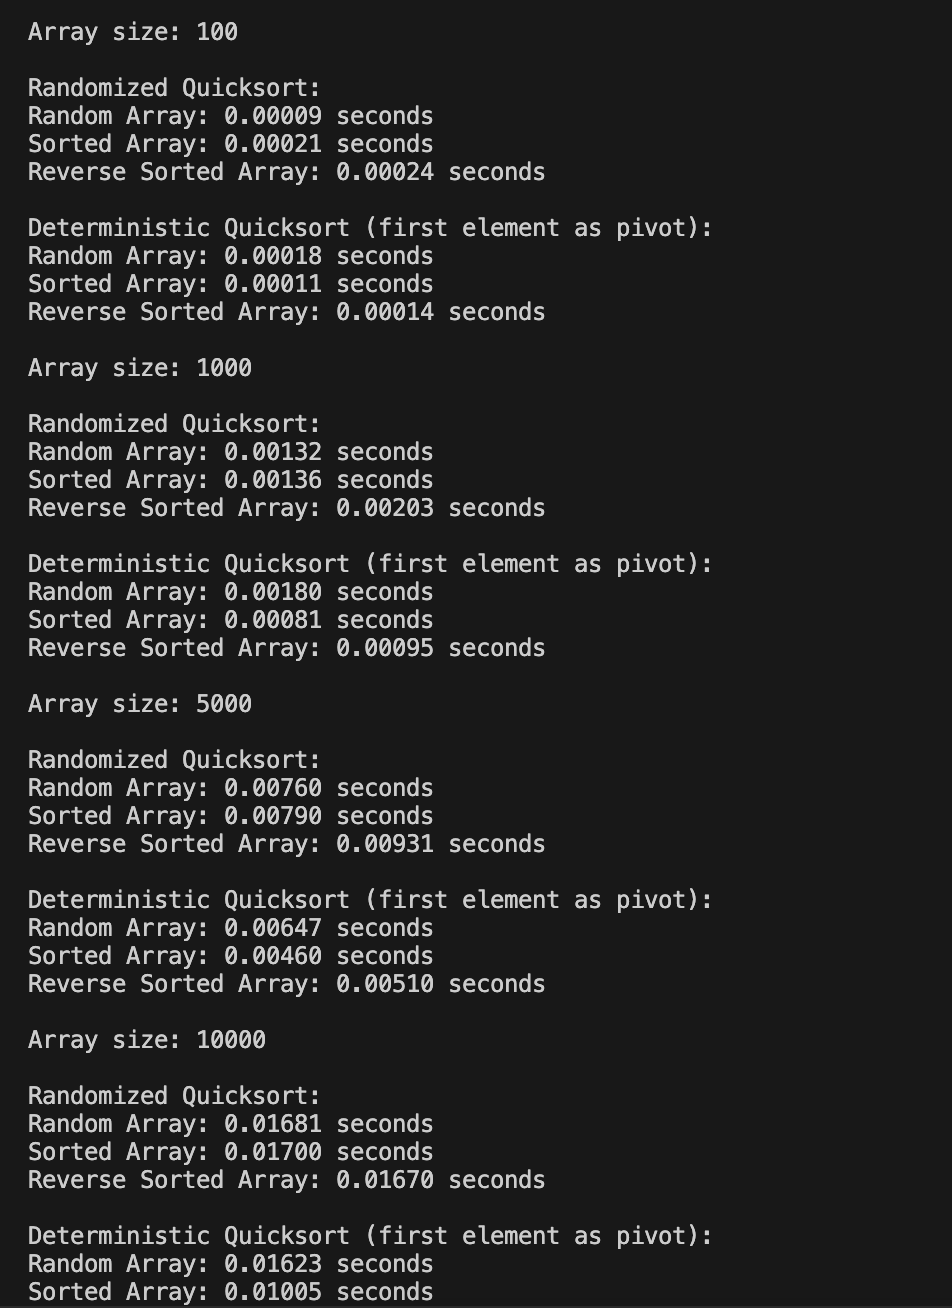 Array size: 100
Randomized Quicksort:
Random Array: 0.00009 seconds
Sorted Array: 0.00021 seconds
Reverse Sorted Array: 0.00024 seconds
Deterministic Quicksort (first element as pivot):
Random Array: 0.00018 seconds
Sorted Array: 0.00011 seconds
Reverse Sorted Array: 0.00014 seconds
Array size: 1000
Randomized Quicksort:
Random Array: 0.00132 seconds
Sorted Array: 0.00136 seconds
Reverse Sorted Array: 0.00203 seconds
Deterministic Quicksort (first element as pivot):
Random Array: 0.00180 seconds
Sorted Array: 0.00081 seconds
Reverse Sorted Array: 0.00095 seconds
Array size: 5000
Randomized Quicksort:
Random Array: 0.00760 seconds
Sorted Array: 0.00790 seconds
Reverse Sorted Array: 0.00931 seconds
Deterministic Quicksort (first element as pivot):
Random Array: 0.00647 seconds
Sorted Array: 0.00460 seconds
Reverse Sorted Array: 0.00510 seconds
Array size: 10000
Randomized Quicksort:
Random Array: 0.01681 seconds
Sorted Array: 0.01700 seconds
Reverse Sorted Array: 0.01670 seconds
Deterministic Quicksort (first element as pivot):
Random Array: 0.01623 seconds
Sorted Array: 0.01005 seconds